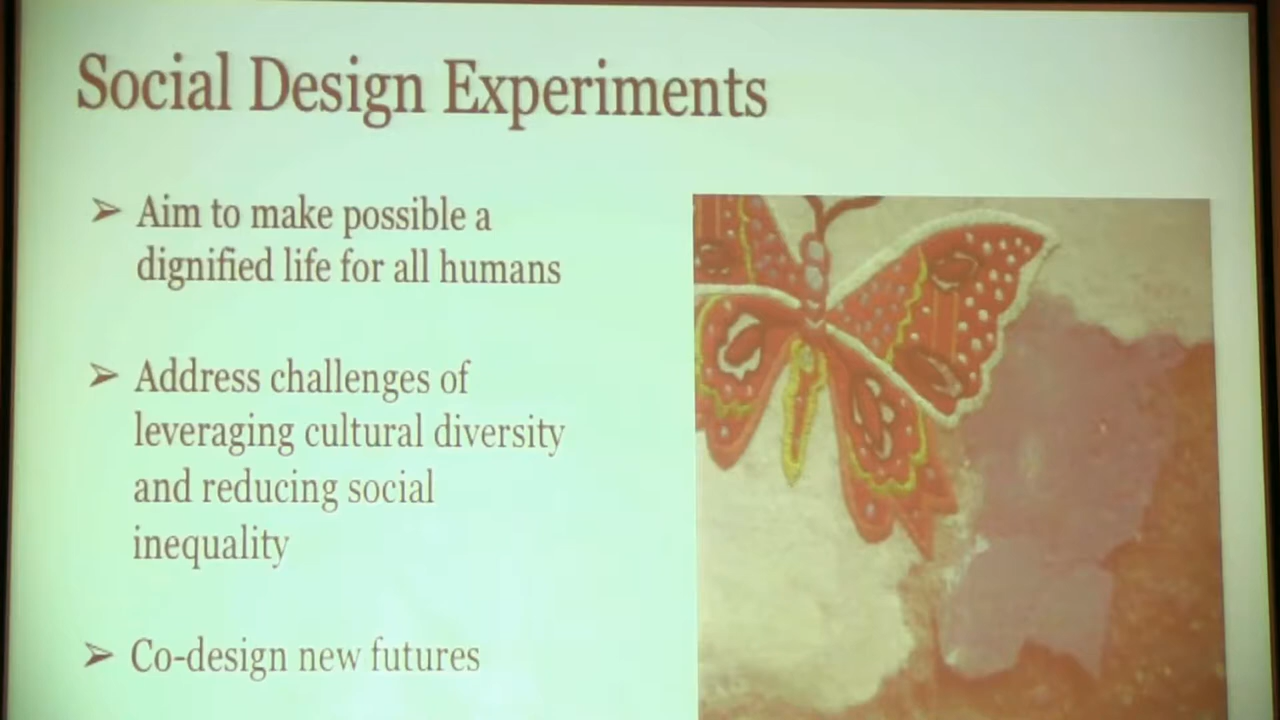 Social Design Experiments
➢ Aim to make possible a
dignified life for all humans
➢ Address challenges of
leveraging cultural diversity
and reducing social
inequality
➢ Co-design new futures